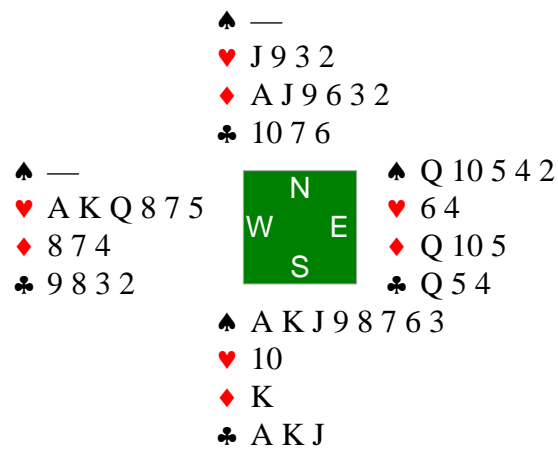 ♠ —
♥ J 9 3 2
♦ A J 9 6 3 2
♣ 10 7 6
♠ —
♥ A K Q 8 7 5
♦ 8 7 4
♣ 9 8 3 2
N
W E
S
♠ Q 10 5 4 2
♥ 6 4
♦ Q 10 5
♣ Q 5 4
♠ A K J 9 8 7 6 3
♥ 10
♦ K
♣ A K J